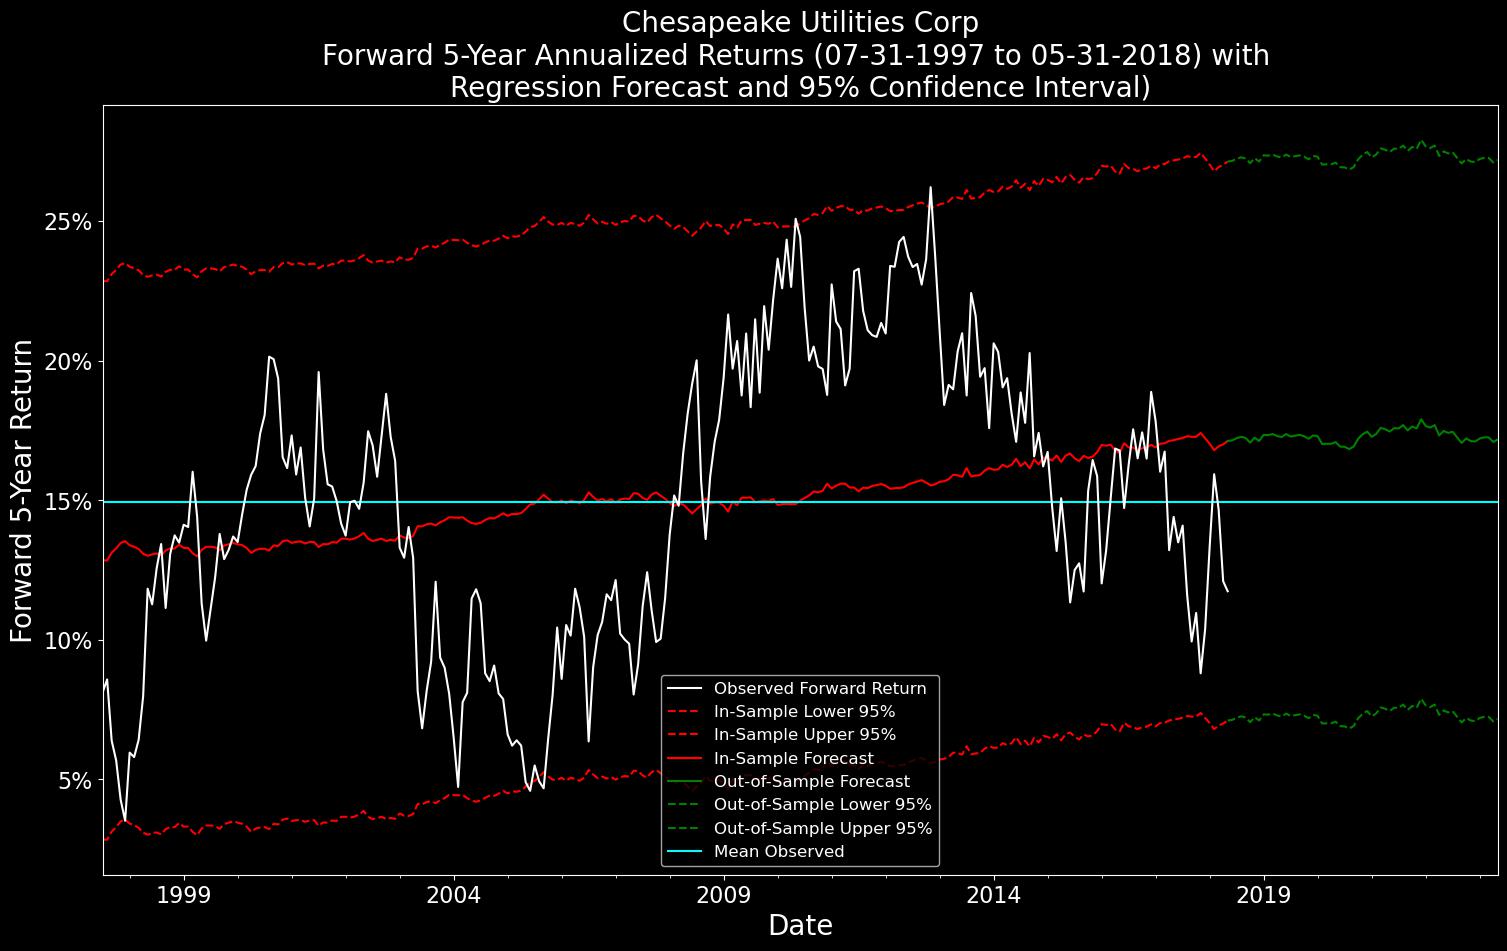 Chesapeake Utilities Corp
Forward 5-Year Annualized Returns (07-31-1997 to 05-31-2018) with
Regression Forecast and 95% Confidence Interval)
Forward 5-Year Return
25%
20%
15%
10%
5%
Observed Forward Return
In-Sample Lower 95%
In-Sample Upper 95%
In-Sample Forecast
Out-of-Sample Forecast
Out-of-Sample Lower 95%
Out-of-Sample Upper 95%
Mean Observed
1999
2004
2009
2014
2019
Date